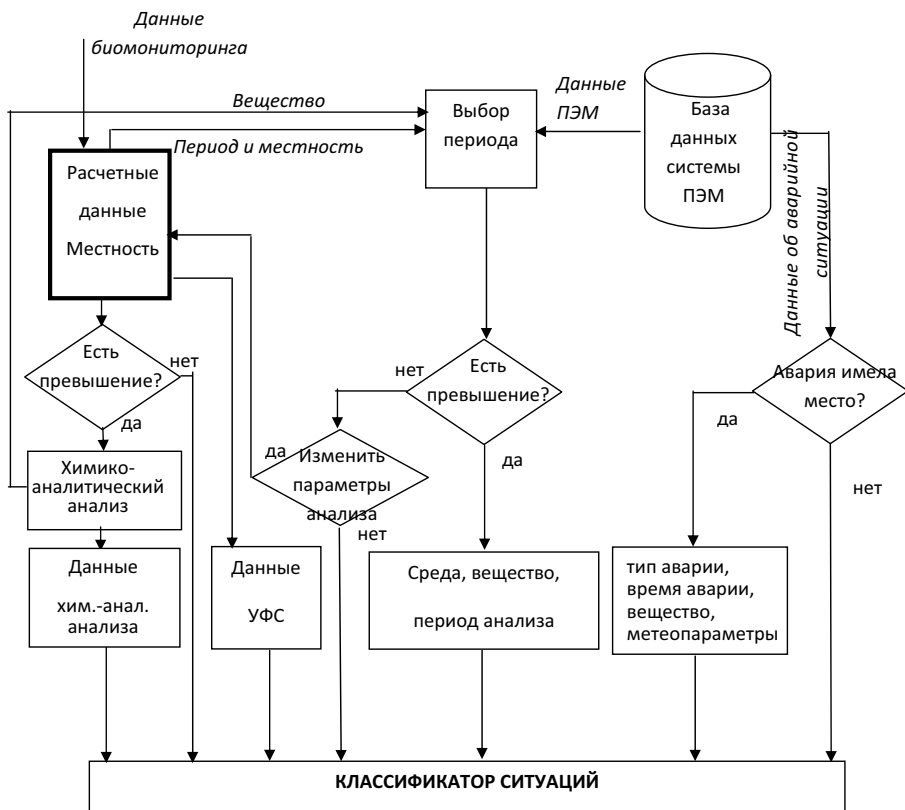 Данные
биомониторинга
Вещество
Период и местность
Выбор
периода
Данные
ПЭМ
База
данных
системы
ПЭМ
Данные об аварийной
ситуации
Расчетные
данные
Местность
Есть
превышение?
нет
да
Химико-
аналитический
анализ
Данные
хим.-анал.
анализа
Данные
УФС
да
Изменить
параметры
анализа
нет
нет
Есть
превышение?
да
Среда, вещество,
период анализа
Авария имела
место?
да
нет
тип аварии,
время аварии,
вещество,
метеопараметры
КЛАССИФИКАТОР СИТУАЦИЙ